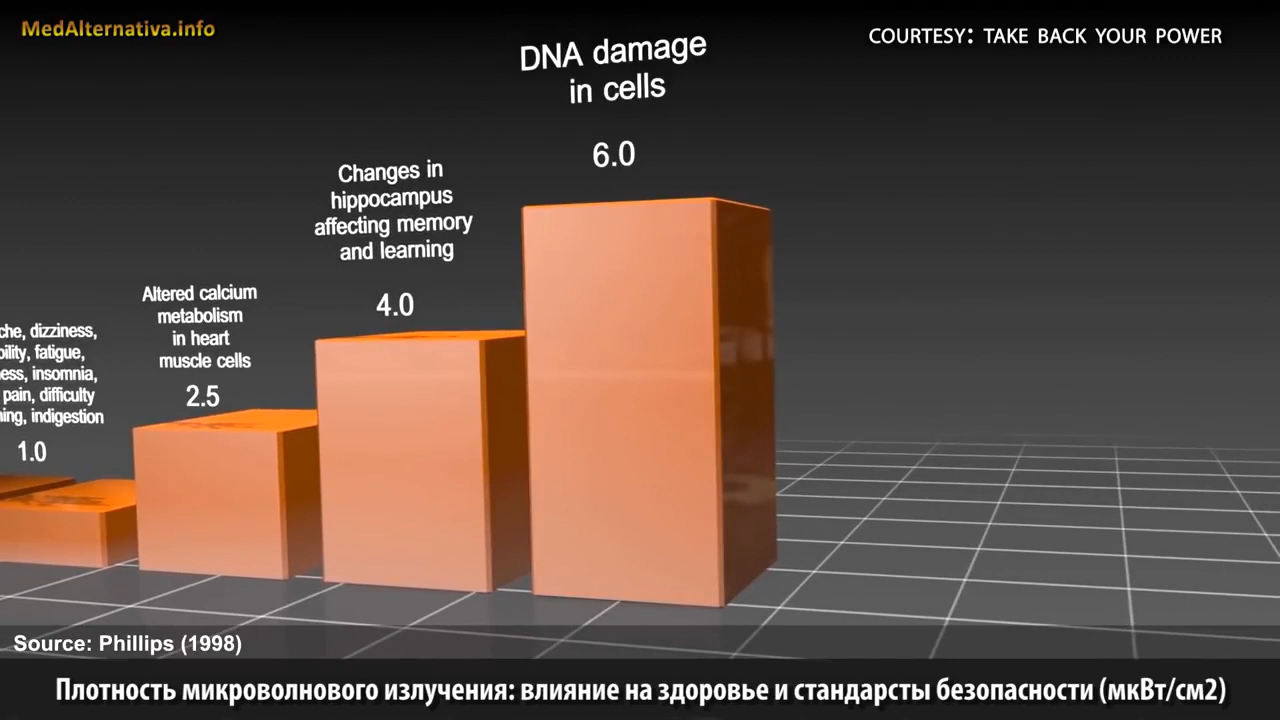 MedAlternativa.info
COURTESY: TAKE BACK YOUR POWER
DNA damage
in cells
6.0
Changes in
hippocampus
affecting memory
and learning
4.0
Altered calcium
metabolism
in heart
muscle cells
2.5
dizziness,
fatigue,
insomnia,
pain, difficulty
indigestion
1.0
Source: Phillips (1998)
Плотность микроволнового излучения: влияние на здоровье и стандарсты безопасности (мкВт/см2)